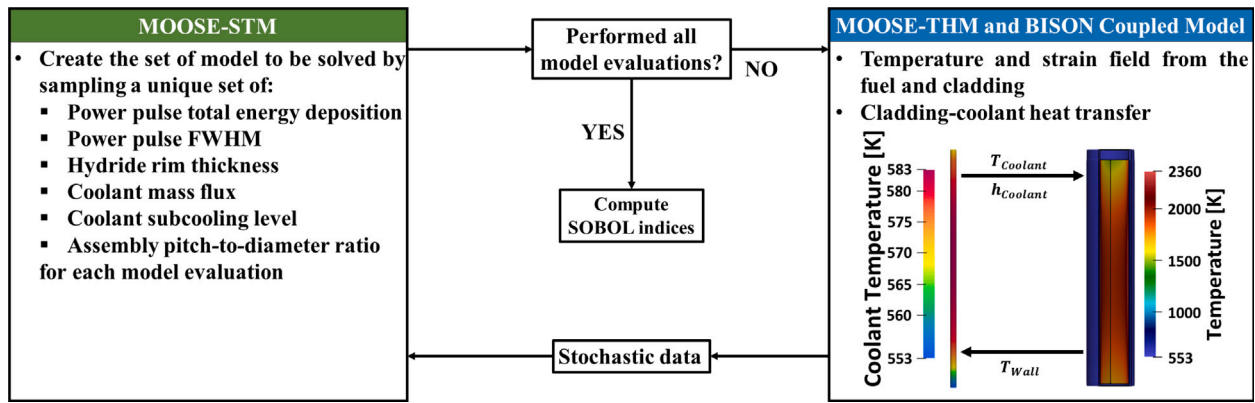 MOOSE-STM
• Create the set of model to be solved by
sampling a unique set of:
▪ Power pulse total energy deposition
▪ Power pulse FWHM
▪ Hydride rim thickness
▪ Coolant mass flux
▪ Coolant subcooling level
▪ Assembly pitch-to-diameter ratio
for each model evaluation
Performed all
model evaluations?
NO
YES
Compute
SOBOL indices
Stochastic data
MOOSE-THM and BISON Coupled Model
• Temperature and strain field from the
fuel and cladding
• Cladding-coolant heat transfer
Coolant Temperature [K]
583
580
575
570
565
560
553
T_Coolant
h_Coolant
T_Wall
2360
2000
1500
1000
553
Temperature [K]